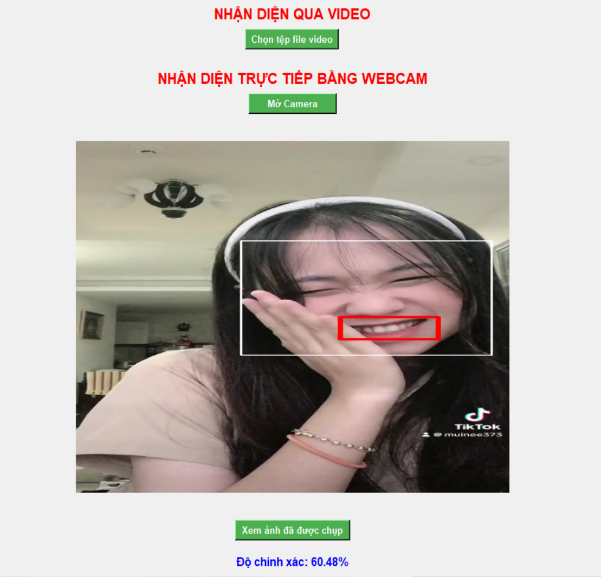 NHẬN DIỆN QUA VIDEO
Chọn tệp file video
NHẬN DIỆN TRỰC TIẾP BẰNG WEBCAM
Mở Camera
TikTok
@muinee373
Xem ảnh đã được chụp
Độ chính xác: 60.48%